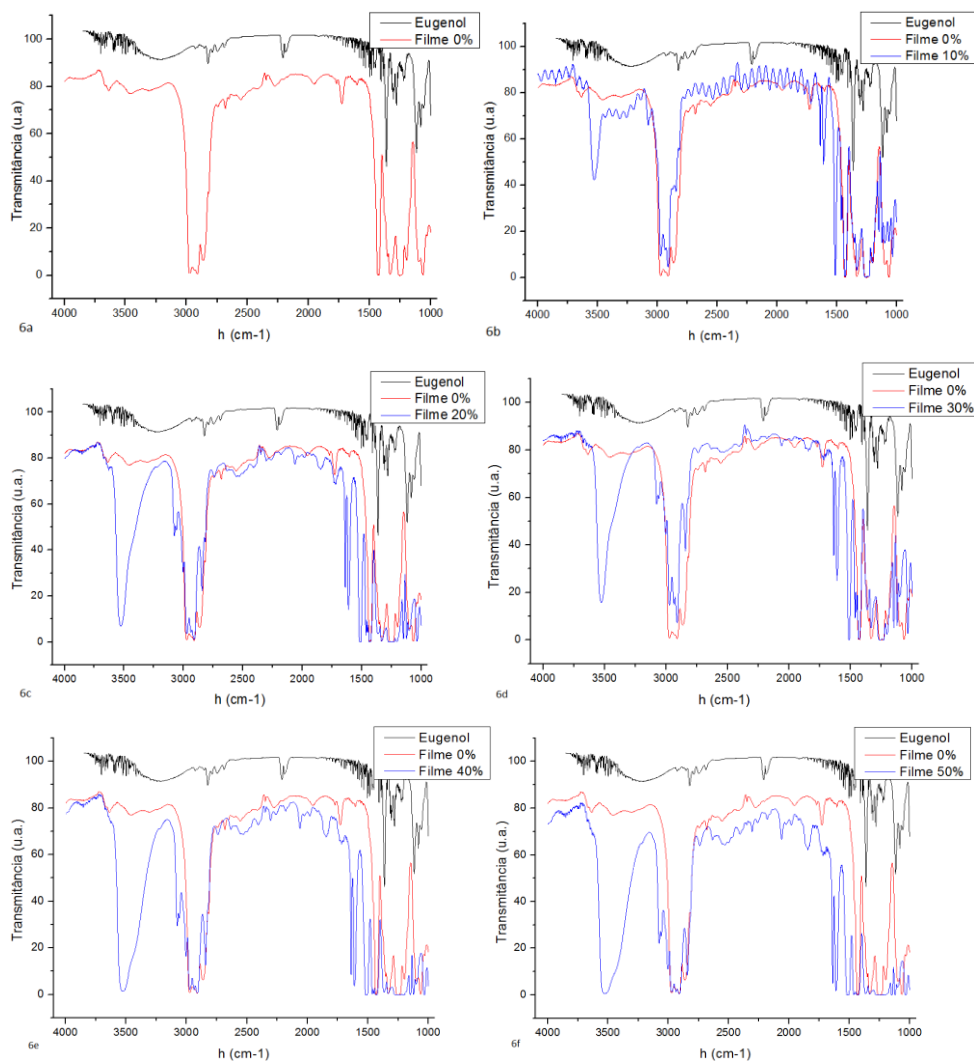 Eugenol
Filme 0%
Transmitância (u.a)
100
80
60
40
20
0
4000 3500 3000 2500 2000 1500 1000
h (cm-1)
6a
Eugenol
Filme 0%
Filme 10%
Transmitância (u.a)
100
80
60
40
20
0
4000 3500 3000 2500 2000 1500 1000
h (cm-1)
6b
Eugenol
Filme 0%
Filme 20%
Transmitância (u.a.)
100
80
60
40
20
0
4000 3500 3000 2500 2000 1500 1000
h (cm-1)
6c
Eugenol
Filme 0%
Filme 30%
Transmitância (u.a.)
100
80
60
40
20
0
4000 3500 3000 2500 2000 1500 1000
h (cm-1)
6d
Eugenol
Filme 0%
Filme 40%
Transmitância (u.a.)
100
80
60
40
20
0
4000 3500 3000 2500 2000 1500 1000
h (cm-1)
6e
Eugenol
Filme 0%
Filme 50%
Transmitância (u.a.)
100
80
60
40
20
0
4000 3500 3000 2500 2000 1500 1000
h (cm-1)
6f